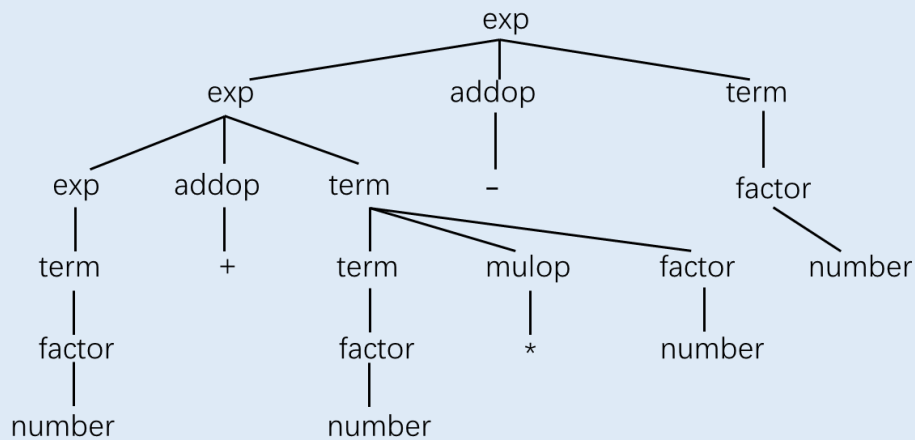 exp
exp addop term
exp addop term - factor
term + term mulop factor number
factor factor * number
number number